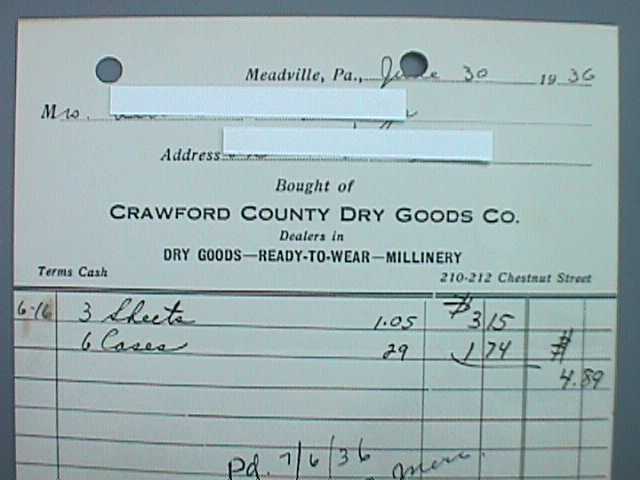 Meadville, Pa., June 30 1936
Mrs.
Address
Bought of
CRAWFORD COUNTY DRY GOODS CO.
Dealers in
DRY GOODS—READY-TO-WEAR—MILLINERY
Terms Cash 210-212 Chestnut Street
6-16 3 Sheets 1.05 $ 3 15
6 Cases 29 1 74 $
4.89
Pd. 7/6/36